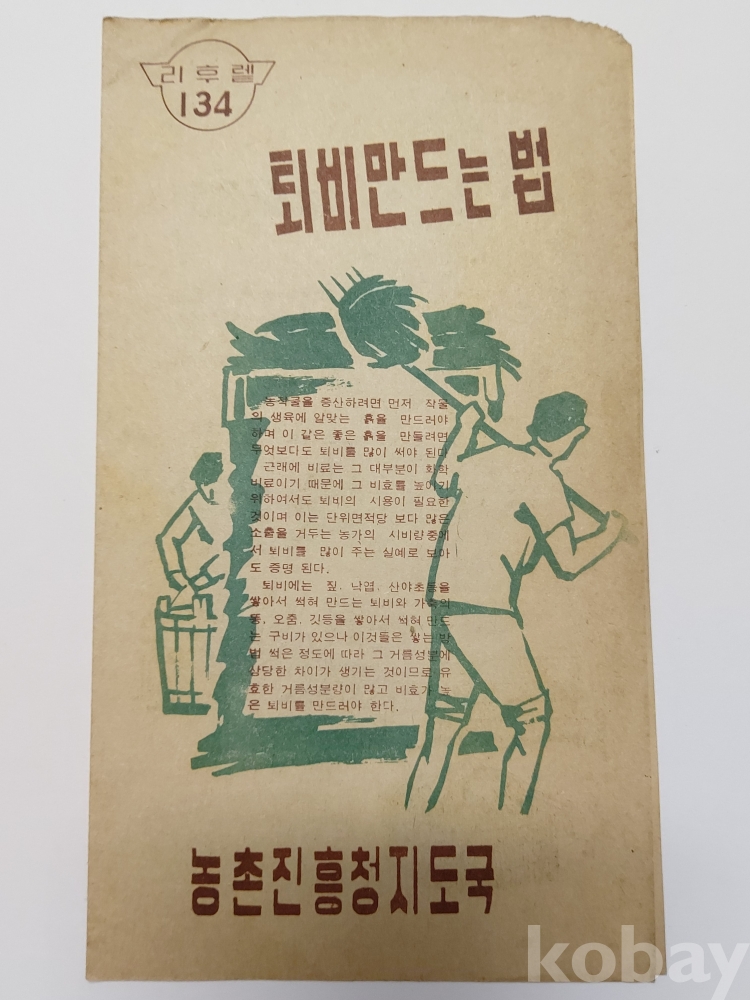 리후렡
134
퇴비만드는 법
농작물을 증산하려면 먼저 작물
의 생육에 알맞는 흙을 만드러야
하며 이 같은 좋은 흙을 만들려면
무엇보다도 퇴비를 많이 써야 된다
근래에 비료는 그 대부분이 화학
비료이기 때문에 그 비효를 높이기
위하여서도 퇴비의 시용이 필요한
것이며 이는 단위면적당 보다 많은
소출을 거두는 농가의 시비량중에
서 퇴비를 많이 주는 실예로 보아
도 증명 된다.
퇴비에는 짚. 낙엽. 산야초등을
쌓아서 썩혀 만드는 퇴비와 가축의
똥, 오줌. 깃등을 쌓아서 썩혀 만드
는 구비가 있으나 이것들은 쌓는 방
법 썩은 정도에 따라 그 거름성분에
상당한 차이가 생기는 것이므로 유
효한 거름성분량이 많고 비효가 높
은 퇴비를 만드러야 한다.
농촌진흥청지도국
kobay